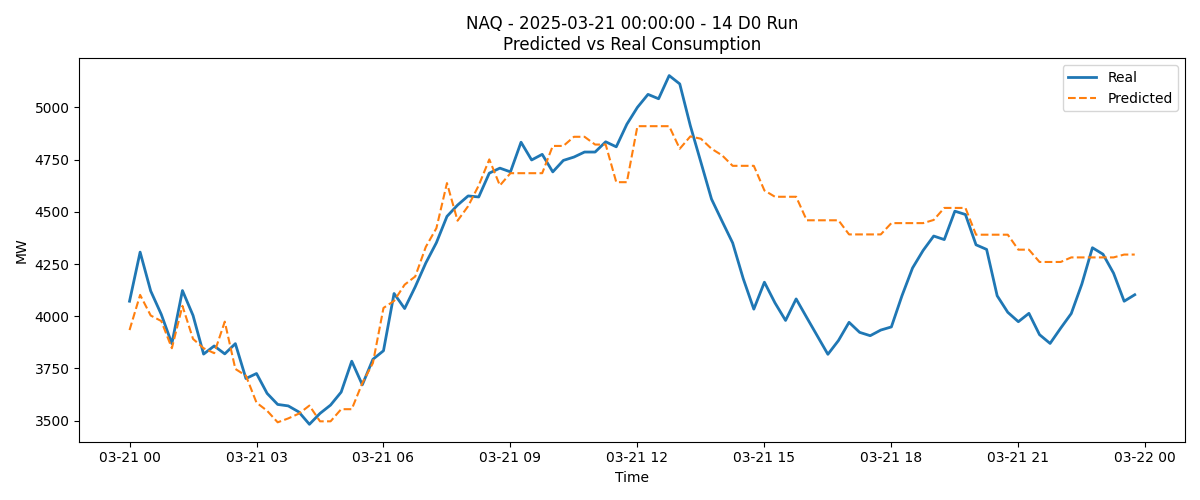 NAQ - 2025-03-21 00:00:00 - 14 D0 Run
Predicted vs Real Consumption
Real
Predicted
MW
5000
4750
4500
4250
4000
3750
3500
03-21 00
03-21 03
03-21 06
03-21 09
03-21 12
03-21 15
03-21 18
03-21 21
03-22 00
Time